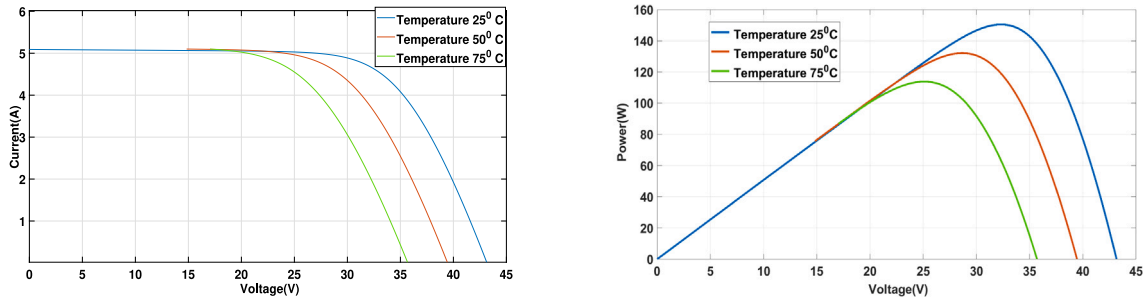 6
5
4
3
2
1
0 5 10 15 20 25 30 35 40 45
Current(A)
Voltage(V)
Temperature 25⁰ C
Temperature 50⁰ C
Temperature 75⁰ C
160
140
120
100
80
60
40
20
0
0 5 10 15 20 25 30 35 40 45
Power(W)
Voltage(V)
Temperature 25⁰C
Temperature 50⁰C
Temperature 75⁰C